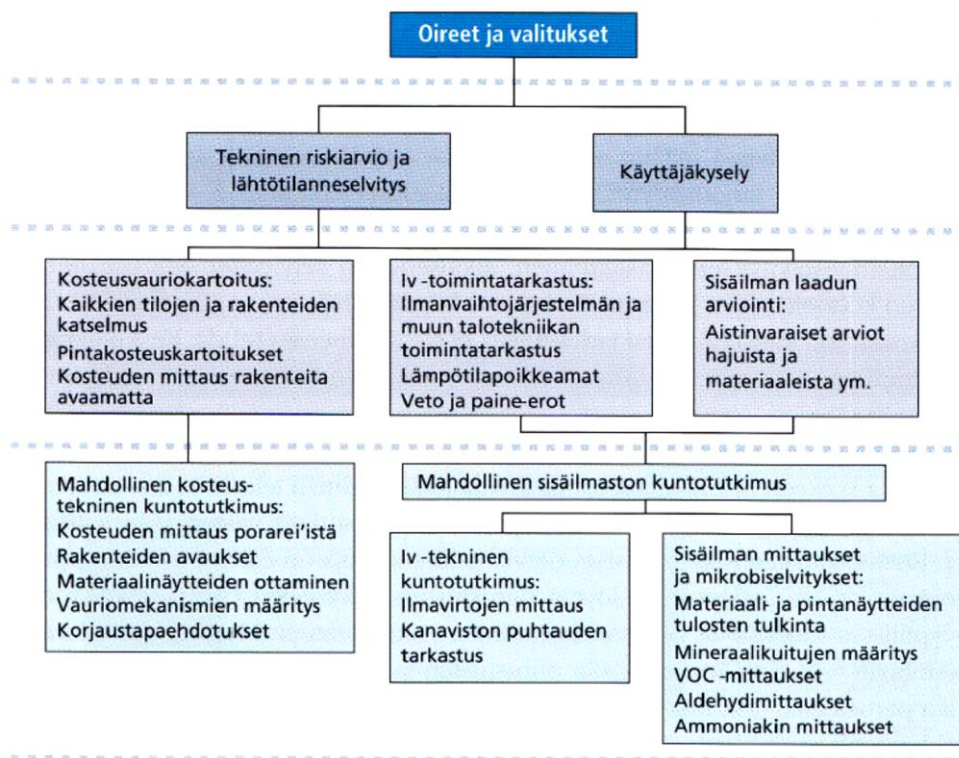 Oireet ja valitukset
Tekninen riskiarvio ja
lähtötilanneselvitys
Käyttäjäkysely
Kosteusvauriokartoitus:
Kaikkien tilojen ja rakenteiden
katselmus
Pintakosteuskartoitukset
Kosteuden mittaus rakenteita
avaamatta
Iv -toimintatarkastus:
Ilmanvaihtojärjestelmän ja
muun talotekniikan
toimintatarkastus
Lämpötilapoikkeamat
Veto ja paine-erot
Sisäilman laadun
arviointi:
Aistinvaraiset arviot
hajuista ja
materiaaleista ym.
Mahdollinen kosteus-
tekninen kuntotutkimus:
Kosteuden mittaus porarei'istä
Rakenteiden avaukset
Materiaalinäytteiden ottaminen
Vauriomekanismien määritys
Korjaustapaehdotukset
Mahdollinen sisäilmaston kuntotutkimus
Iv -tekninen
kuntotutkimus:
Ilmavirtojen mittaus
Kanaviston puhtauden
tarkastus
Sisäilman mittaukset
ja mikrobiselvitykset:
Materiaali- ja pintanäytteiden
tulosten tulkinta
Mineraalikuitujen määritys
VOC -mittaukset
Aldehydimittaukset
Ammoniakin mittaukset